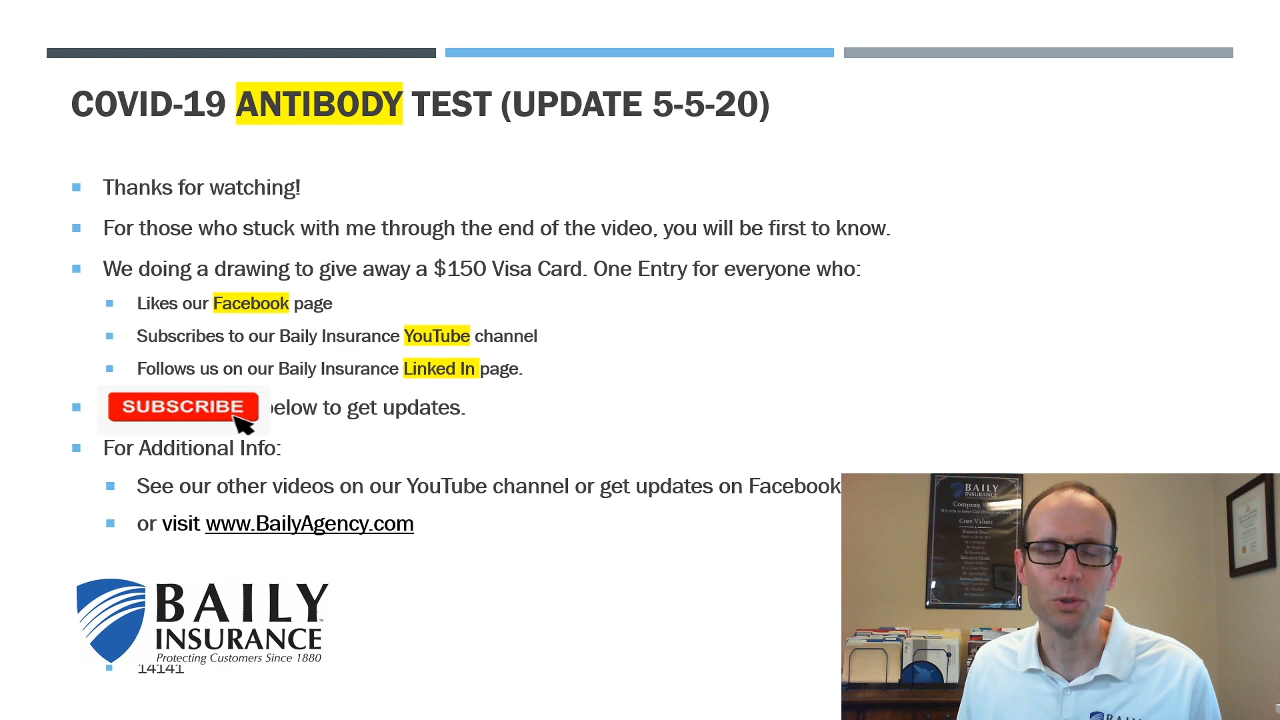 COVID-19 ANTIBODY TEST (UPDATE 5-5-20)
Thanks for watching!
For those who stuck with me through the end of the video, you will be first to know.
We doing a drawing to give away a $150 Visa Card. One Entry for everyone who:
Likes our Facebook page
Subscribes to our Baily Insurance YouTube channel
Follows us on our Baily Insurance Linked In page.
SUBSCRIBE below to get updates.
For Additional Info:
See our other videos on our YouTube channel or get updates on Facebook
or visit www.BailyAgency.com
BAILY
INSURANCE
Protecting Customers Since 1880
14141
BAILY
INSURANCE
Company
Core Values
BAILY